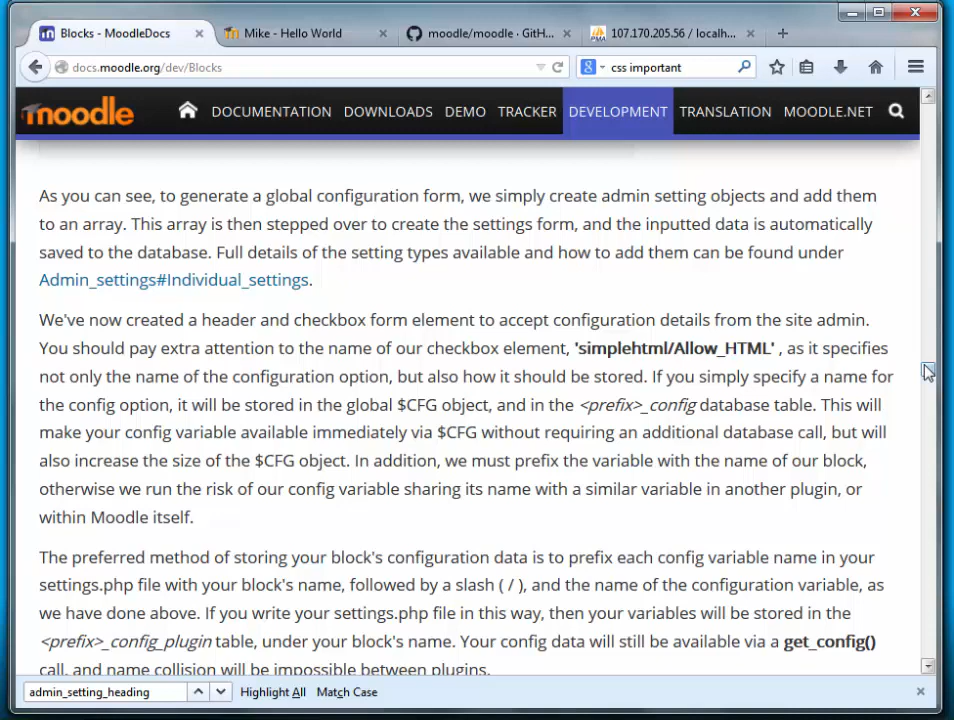 Blocks - MoodleDocs
Mike - Hello World
moodle/moodle · GitH...
107.170.205.56 / localh...
docs.moodle.org/dev/Blocks
css important
moodle
DOCUMENTATION DOWNLOADS DEMO TRACKER DEVELOPMENT TRANSLATION MOODLE.NET
As you can see, to generate a global configuration form, we simply create admin setting objects and add them
to an array. This array is then stepped over to create the settings form, and the inputted data is automatically
saved to the database. Full details of the setting types available and how to add them can be found under
Admin_settings#Individual_settings.
We've now created a header and checkbox form element to accept configuration details from the site admin.
You should pay extra attention to the name of our checkbox element, 'simplehtml/Allow_HTML' , as it specifies
not only the name of the configuration option, but also how it should be stored. If you simply specify a name for
the config option, it will be stored in the global $CFG object, and in the <prefix>_config database table. This will
make your config variable available immediately via $CFG without requiring an additional database call, but will
also increase the size of the $CFG object. In addition, we must prefix the variable with the name of our block,
otherwise we run the risk of our config variable sharing its name with a similar variable in another plugin, or
within Moodle itself.
The preferred method of storing your block's configuration data is to prefix each config variable name in your
settings.php file with your block's name, followed by a slash ( / ), and the name of the configuration variable, as
we have done above. If you write your settings.php file in this way, then your variables will be stored in the
<prefix>_config_plugin table, under your block's name. Your config data will still be available via a get_config()
call, and name collision will be impossible between plugins.
admin_setting_heading
Highlight All
Match Case